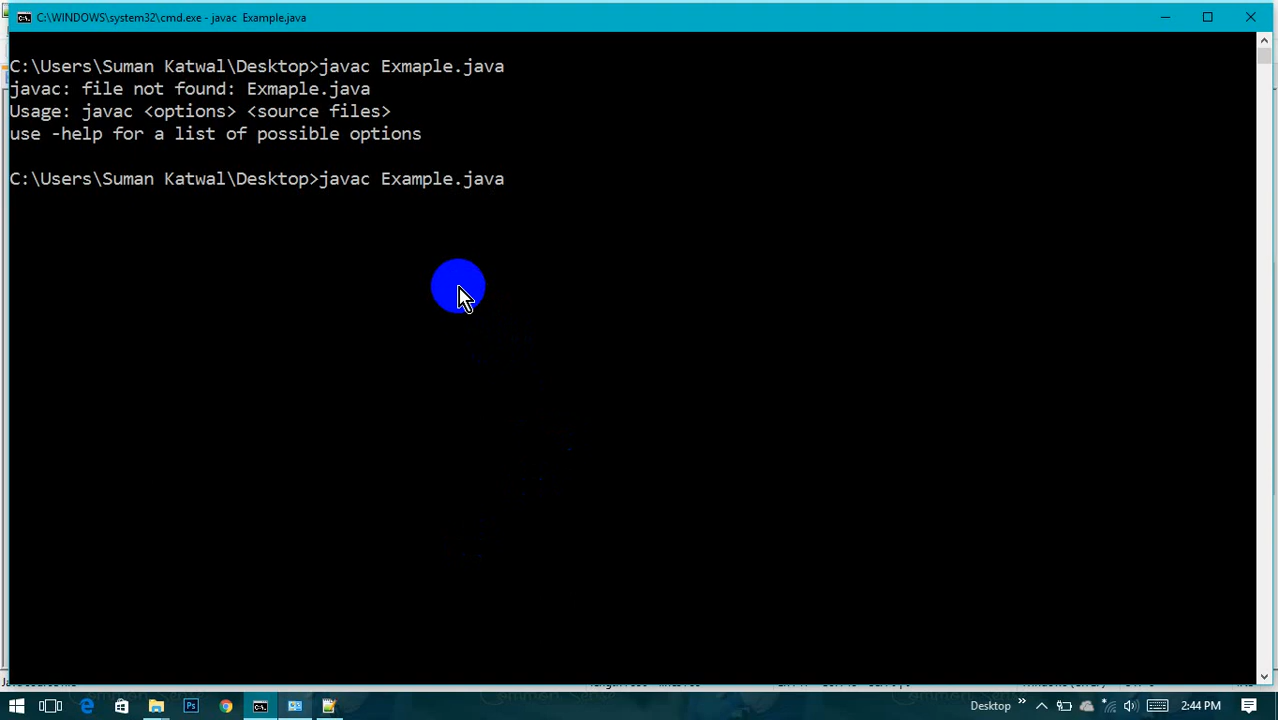 C:\WINDOWS\system32\cmd.exe - javac  Example.java
C:\Users\Suman Katwal\Desktop>javac Exmaple.java
javac: file not found: Exmaple.java
Usage: javac <options> <source files>
use -help for a list of possible options
C:\Users\Suman Katwal\Desktop>javac Example.java
Desktop
2:44 PM